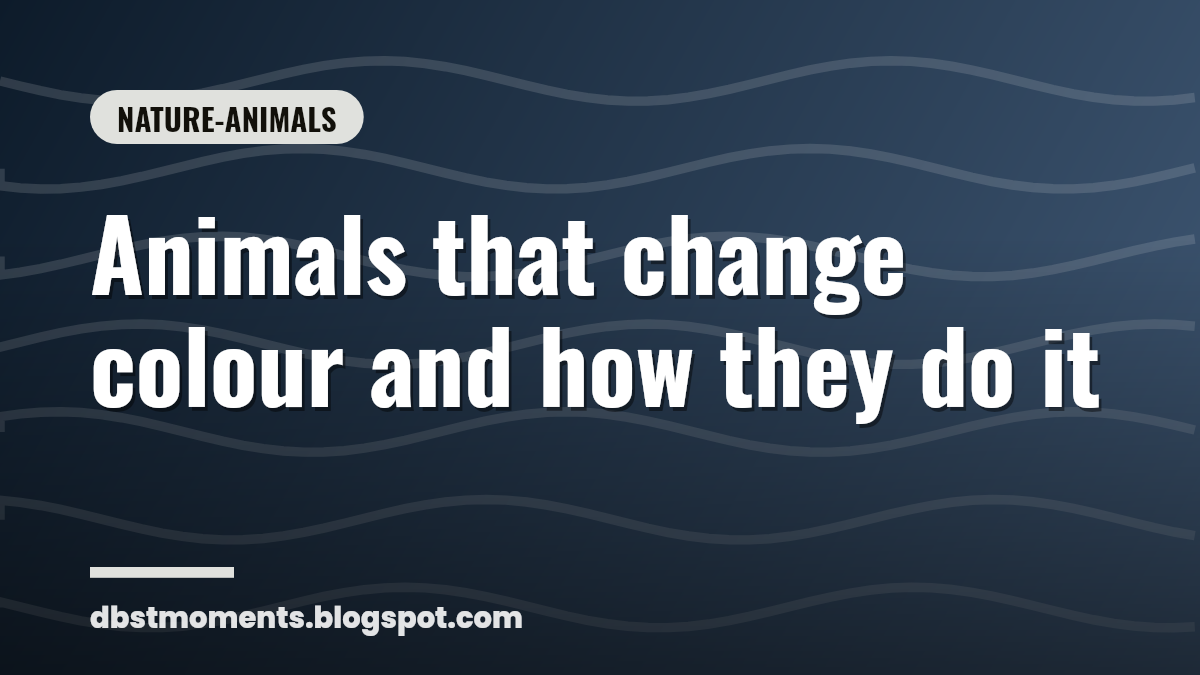 NATURE-ANIMALS
Animals that change
colour and how they do it
dbstmoments.blogspot.com